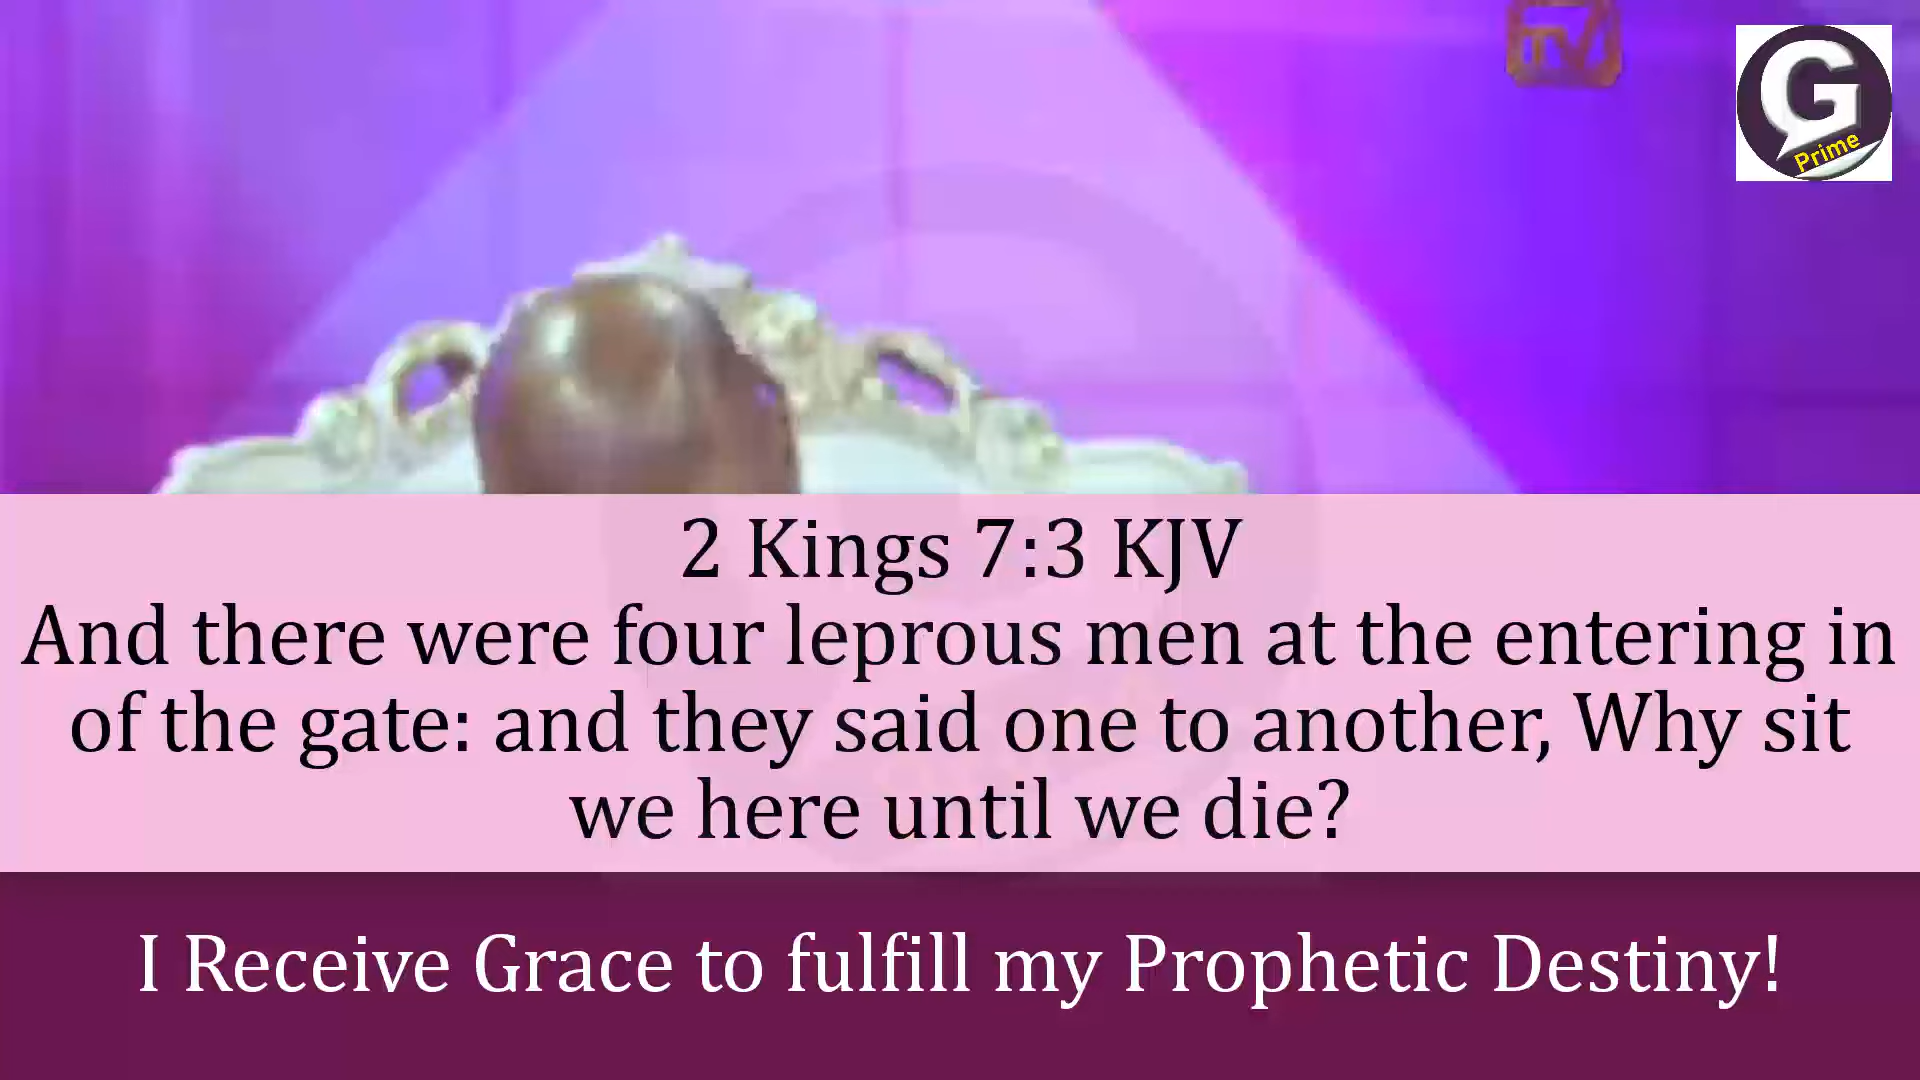 TV
G
Prime
2 Kings 7:3 KJV
And there were four leprous men at the entering in
of the gate: and they said one to another, Why sit
we here until we die?
I Receive Grace to fulfill my Prophetic Destiny!